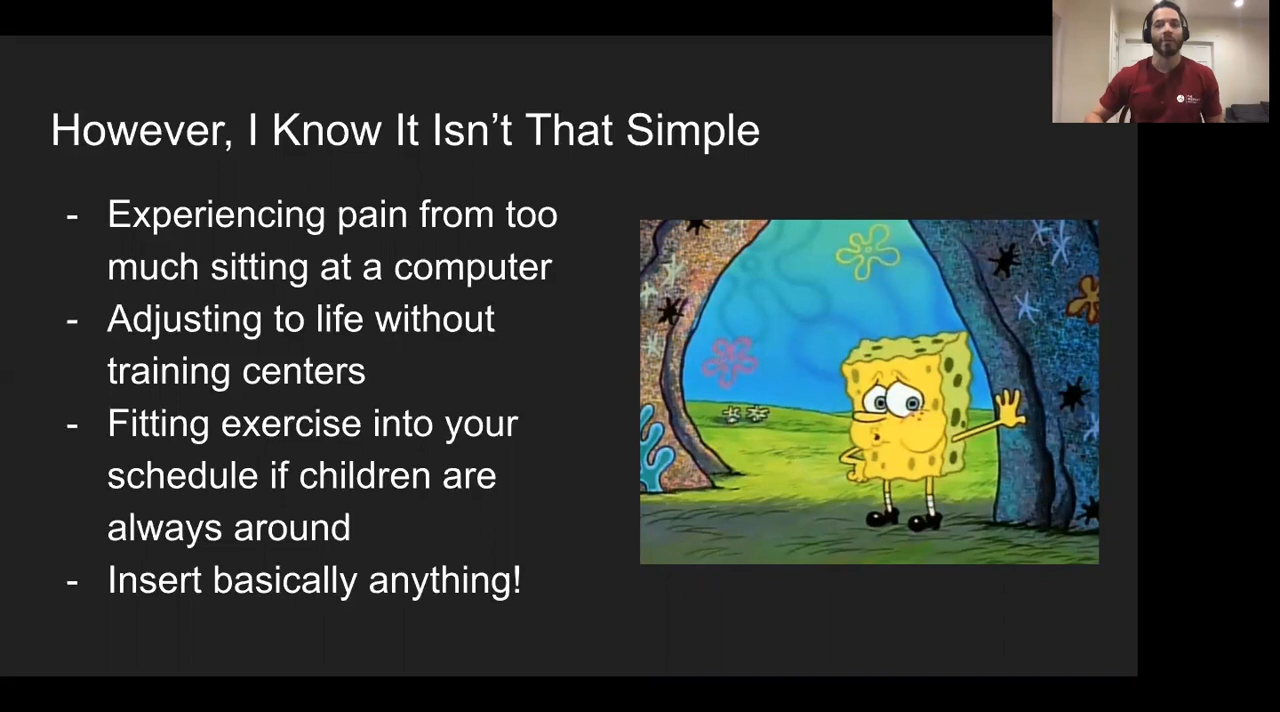 However, I Know It Isn't That Simple
- Experiencing pain from too
much sitting at a computer
- Adjusting to life without
training centers
- Fitting exercise into your
schedule if children are
always around
- Insert basically anything!